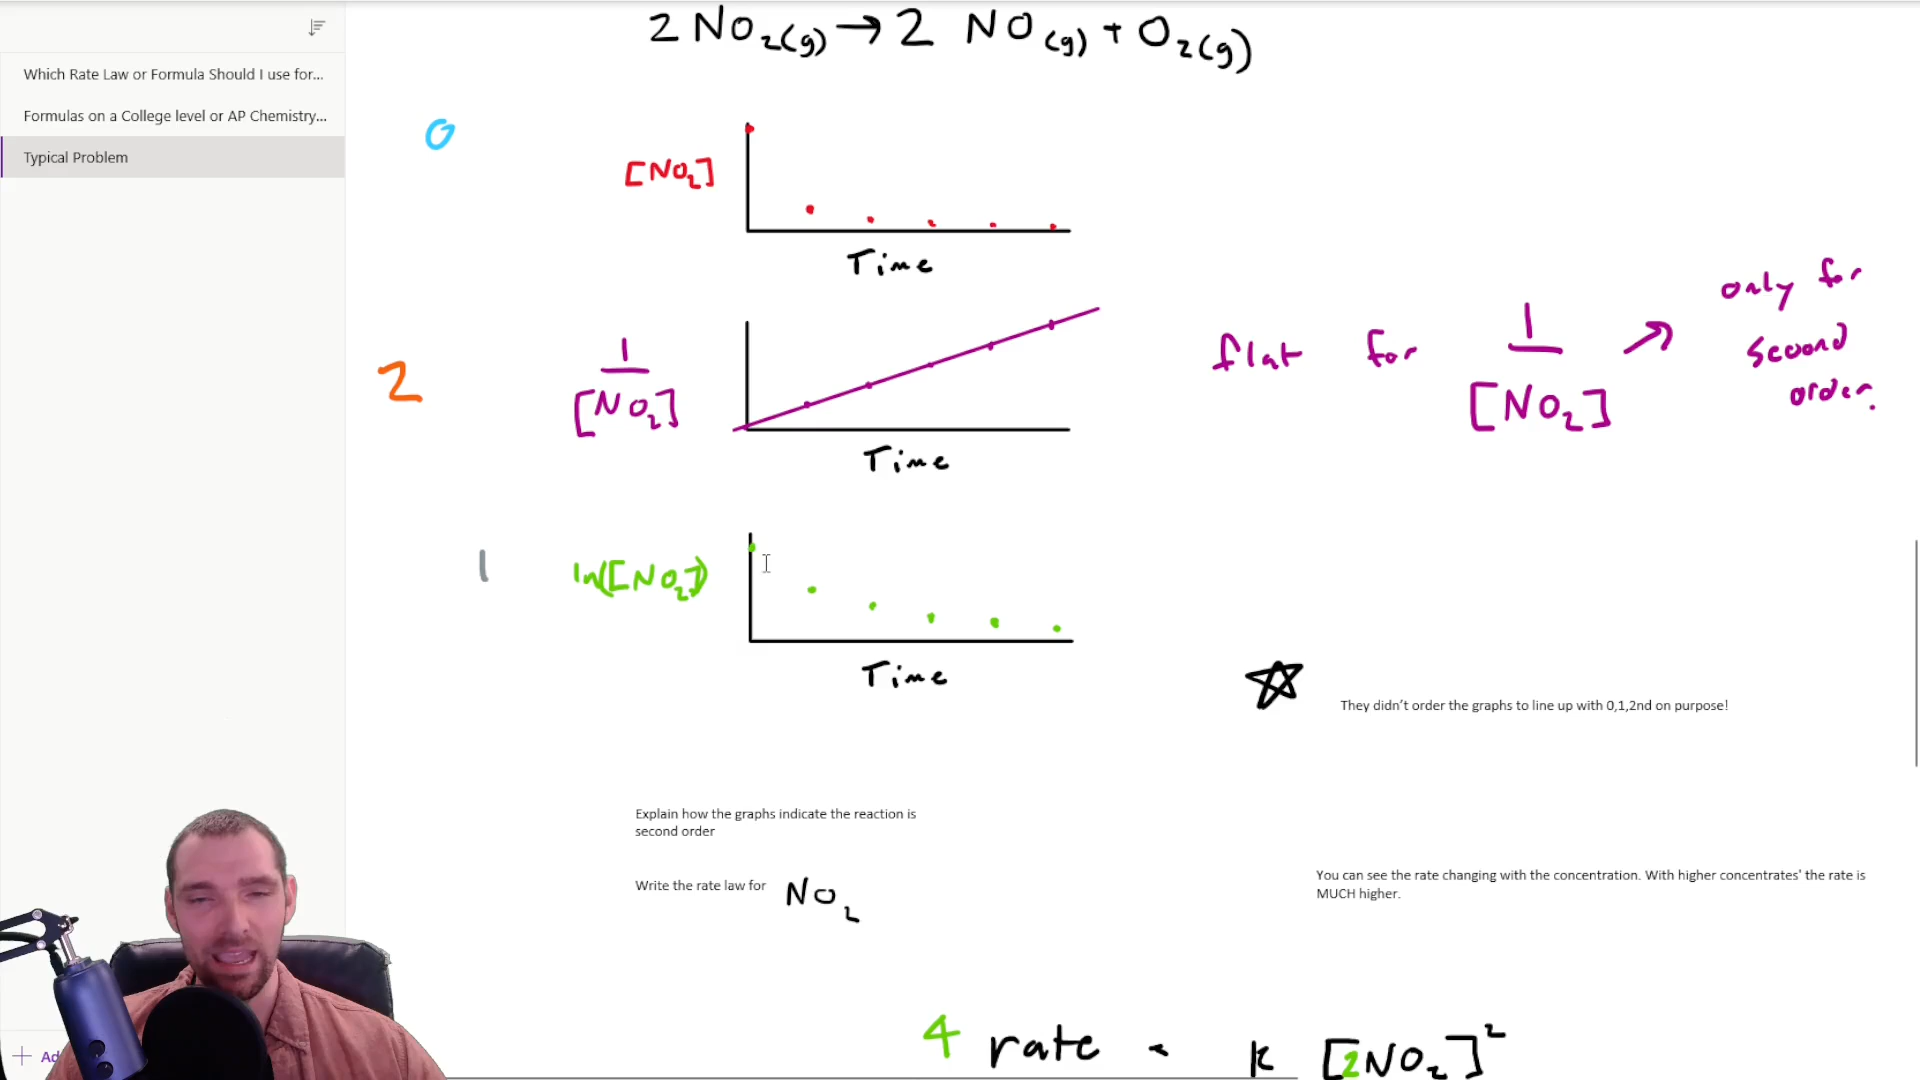 2 NO₂(g) → 2 NO(g) + O₂(g)
Which Rate Law or Formula Should I use for...
Formulas on a College level or AP Chemistry...
Typical Problem
0
[NO₂]
Time
2
1/[NO₂]
Time
flat for 1/[NO₂] → only for
second
order.
1
ln([NO₂])
Time
They didn't order the graphs to line up with 0,1,2nd on purpose!
Explain how the graphs indicate the reaction is
second order
Write the rate law for NO₂
You can see the rate changing with the concentration. With higher concentrates' the rate is
MUCH higher.
4 rate = k [2NO₂]²
+ Ad